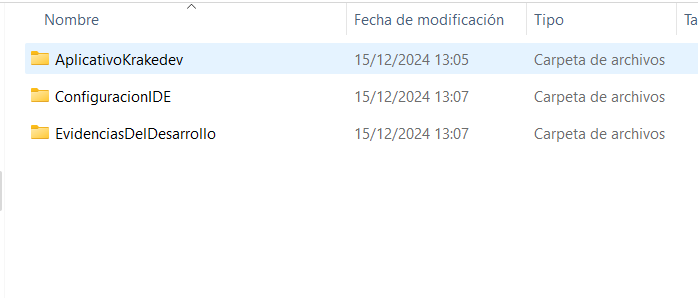 Nombre Fecha de modificación Tipo Ta
AplicativoKrakedev 15/12/2024 13:05 Carpeta de archivos
ConfiguracionIDE 15/12/2024 13:07 Carpeta de archivos
EvidenciasDelDesarrollo 15/12/2024 13:07 Carpeta de archivos